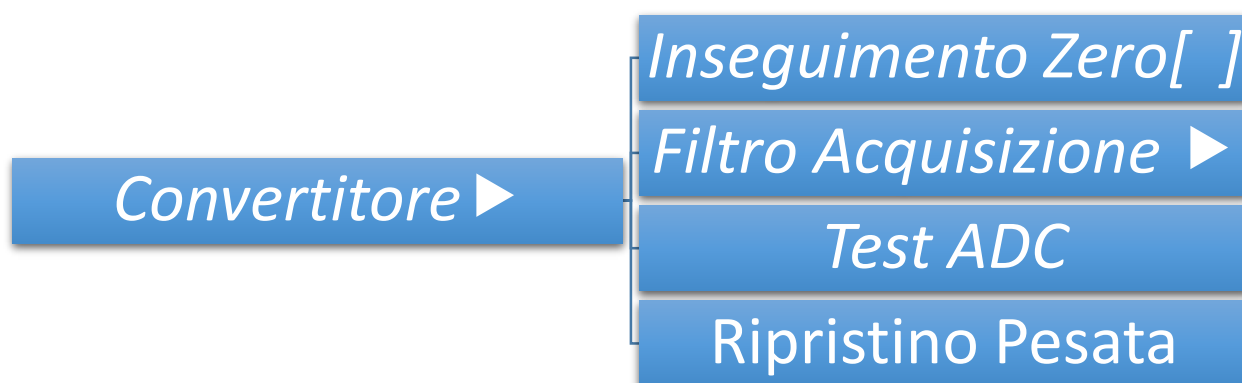 Convertitore ▶
Inseguimento Zero[ ]
Filtro Acquisizione ▶
Test ADC
Ripristino Pesata